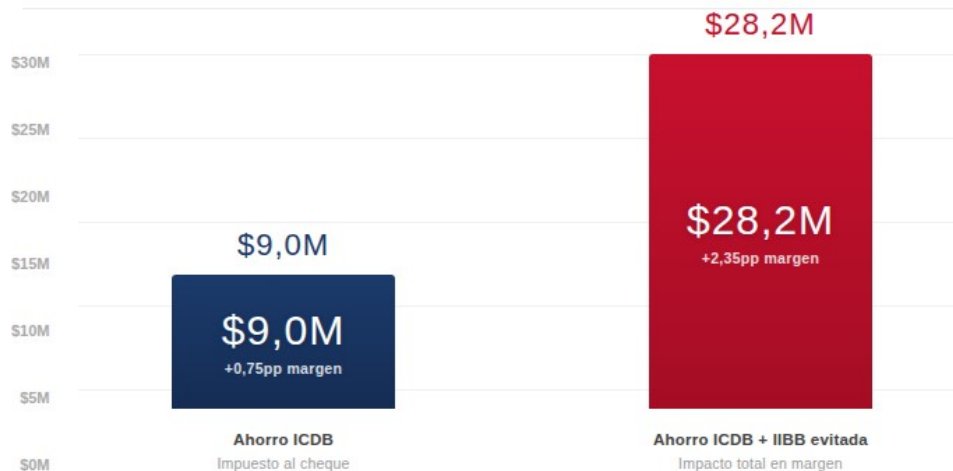 $28,2M
$30M
$25M
$20M
$28,2M
+2,35pp margen
$9,0M
$15M
$9,0M
$10M
+0,75pp margen
$5M
Ahorro ICDB
Ahorro ICDB + IIBB evitada
$0M
Impuesto al cheque
Impacto total en margen